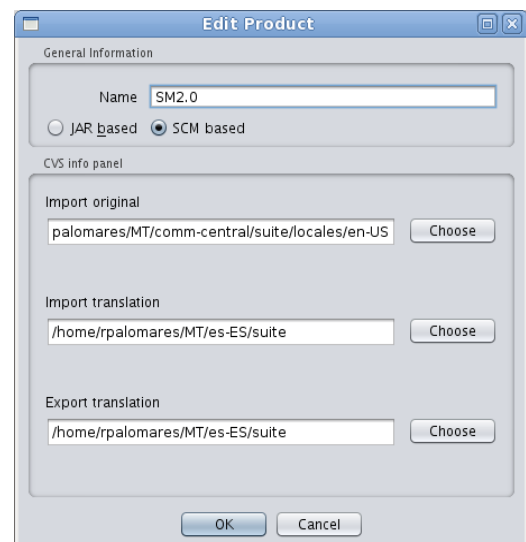 Edit Product
General Information
Name SM2.0
JAR based SCM based
CVS info panel
Import original
palomares/MT/comm-central/suite/locales/en-US Choose
Import translation
/home/rpalomares/MT/es-ES/suite Choose
Export translation
/home/rpalomares/MT/es-ES/suite Choose
OK Cancel